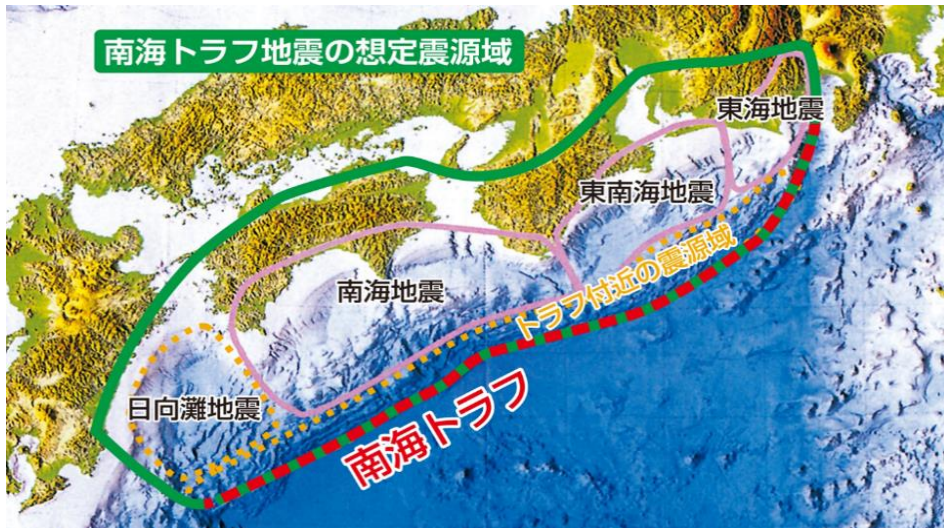 南海トラフ地震の想定震源域
東海地震
東南海地震
南海地震
トラフ付近の震源域
日向灘地震
南海トラフ